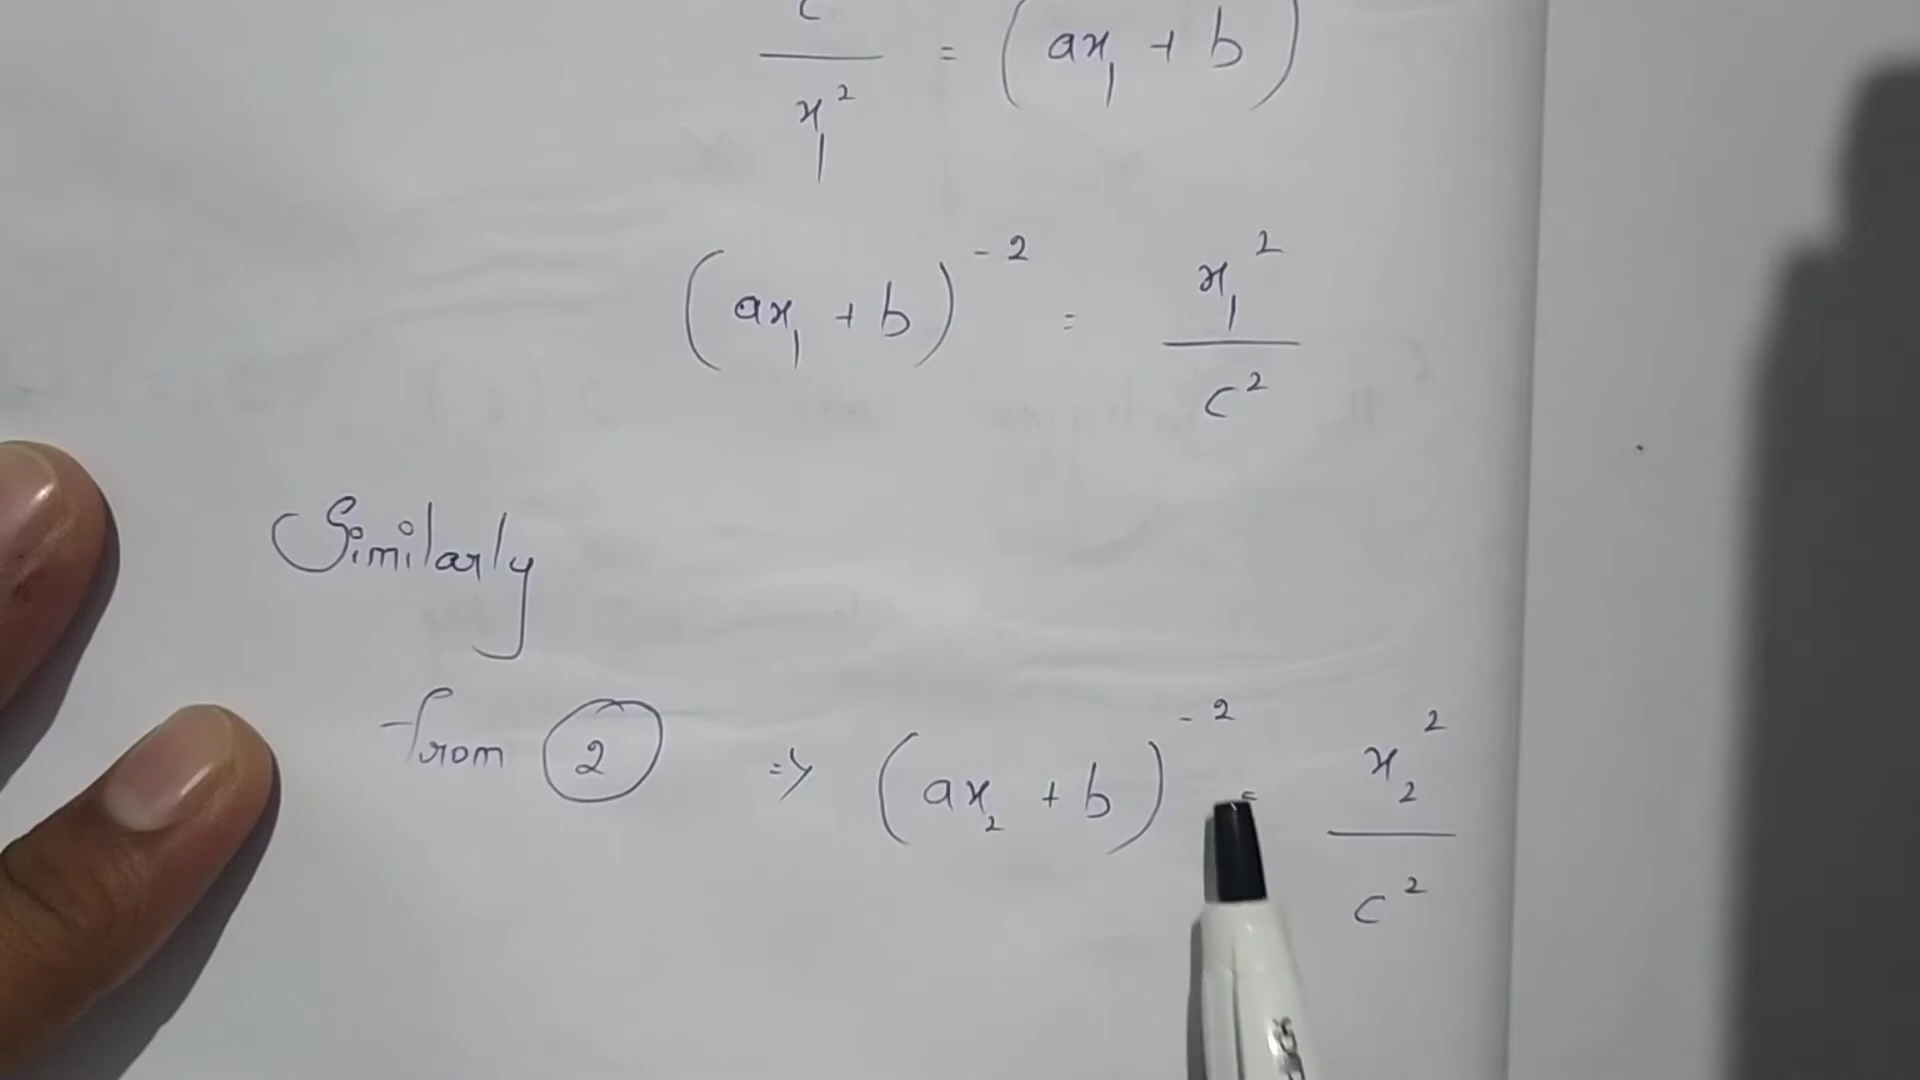 c/x₁² = (ax₁ + b)
(ax₁ + b)⁻² = x₁²/c²
Similarly
from ② => (ax₂ + b)⁻² = x₂²/c²